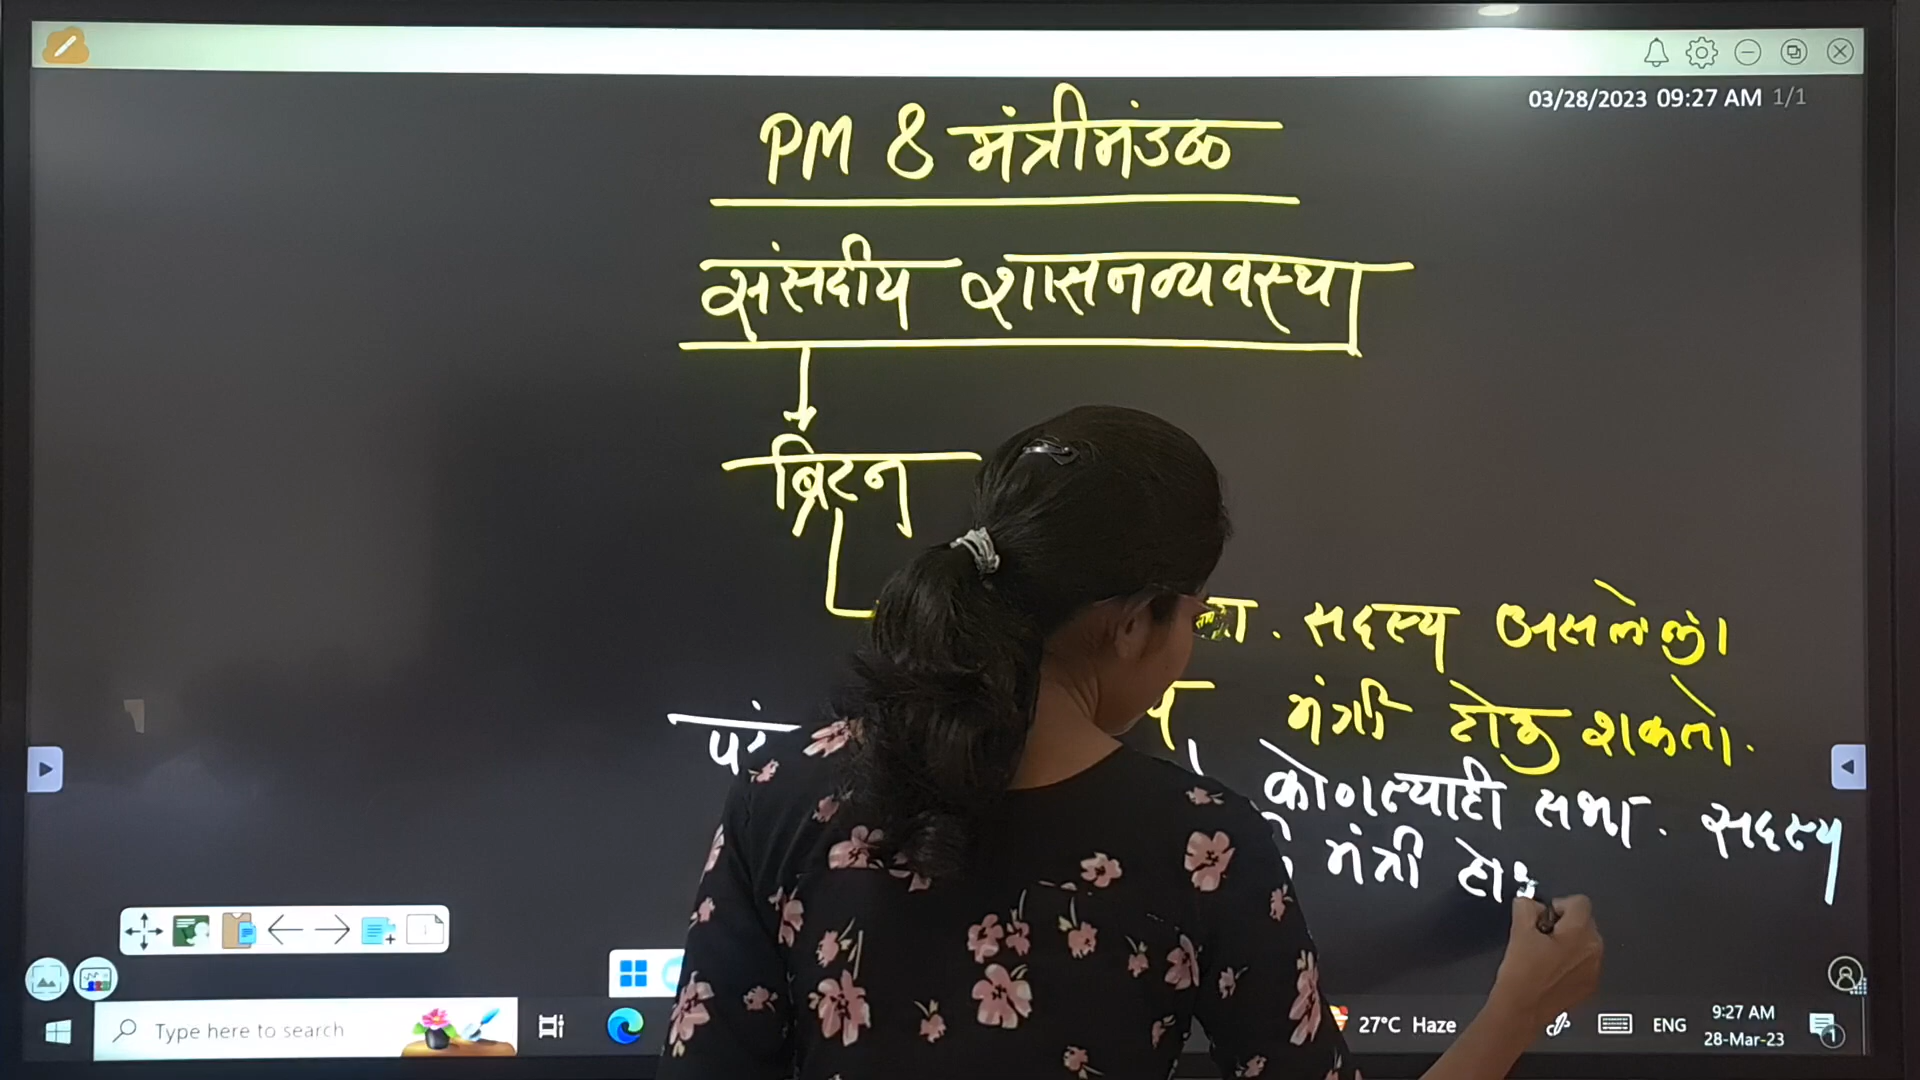 03/28/2023 09:27 AM 1/1
PM & मंत्रीमंडळ
संसदीय शासनव्यवस्था
ब्रिटन
सदस्य असलेला
मंत्री होऊ शकतो.
कोणत्याही सभा. सदस्य
मंत्री हो
Type here to search
27°C Haze
ENG
9:27 AM
28-Mar-23
1